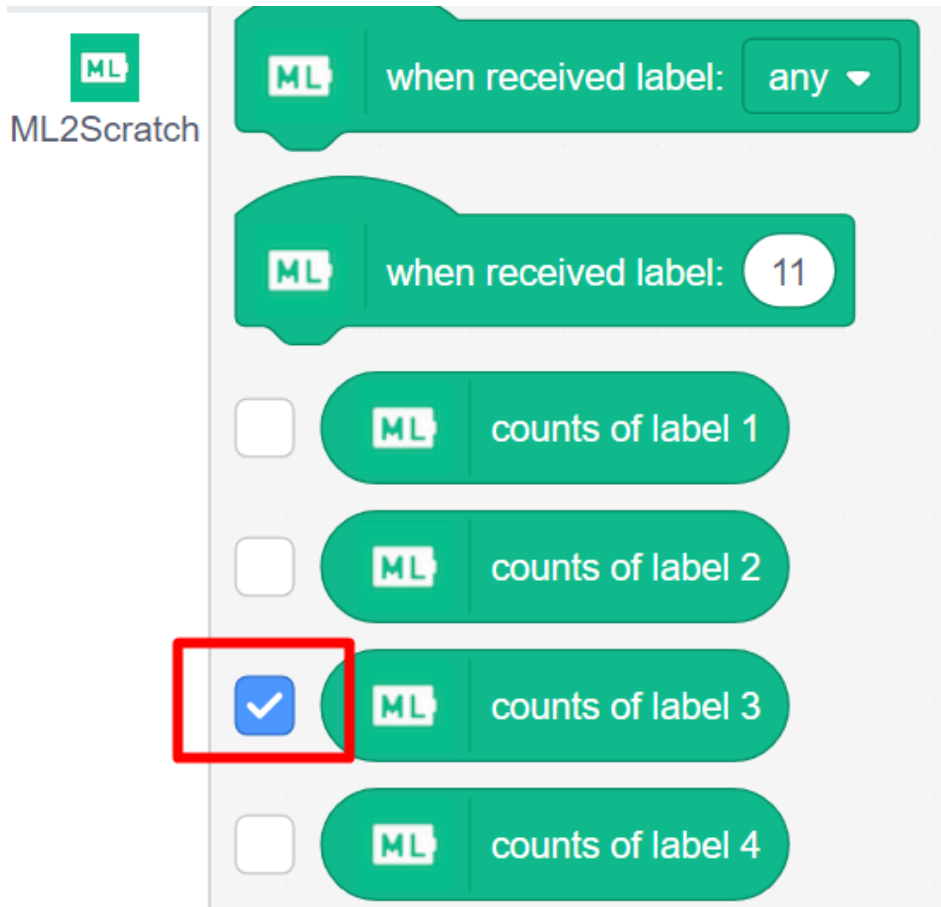 ML
ML2Scratch
ML when received label: any
ML when received label: 11
ML counts of label 1
ML counts of label 2
ML counts of label 3
ML counts of label 4